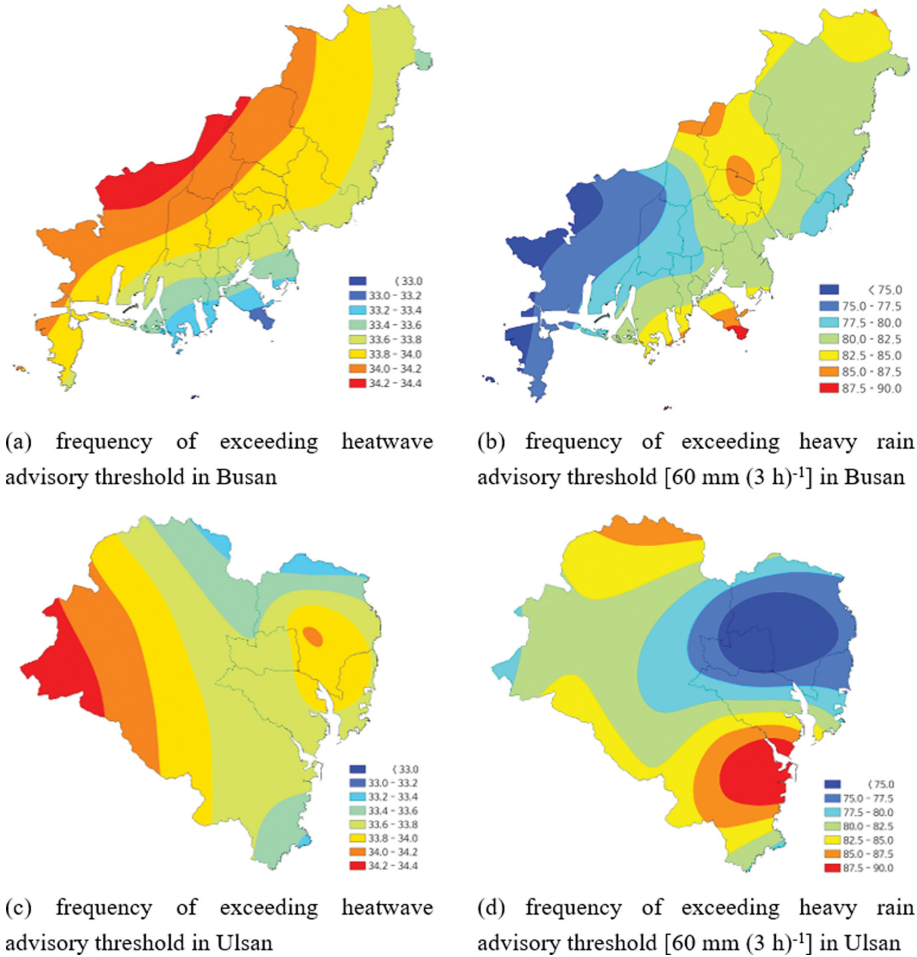 < 33.0
33.0 - 33.2
33.2 - 33.4
33.4 - 33.6
33.6 - 33.8
33.8 - 34.0
34.0 - 34.2
34.2 - 34.4
< 75.0
75.0 - 77.5
77.5 - 80.0
80.0 - 82.5
82.5 - 85.0
85.0 - 87.5
87.5 - 90.0
(a) frequency of exceeding heatwave
advisory threshold in Busan
(b) frequency of exceeding heavy rain
advisory threshold [60 mm (3 h)⁻¹] in Busan
< 33.0
33.0 - 33.2
33.2 - 33.4
33.4 - 33.6
33.6 - 33.8
33.8 - 34.0
34.0 - 34.2
34.2 - 34.4
< 75.0
75.0 - 77.5
77.5 - 80.0
80.0 - 82.5
82.5 - 85.0
85.0 - 87.5
87.5 - 90.0
(c) frequency of exceeding heatwave
advisory threshold in Ulsan
(d) frequency of exceeding heavy rain
advisory threshold [60 mm (3 h)⁻¹] in Ulsan